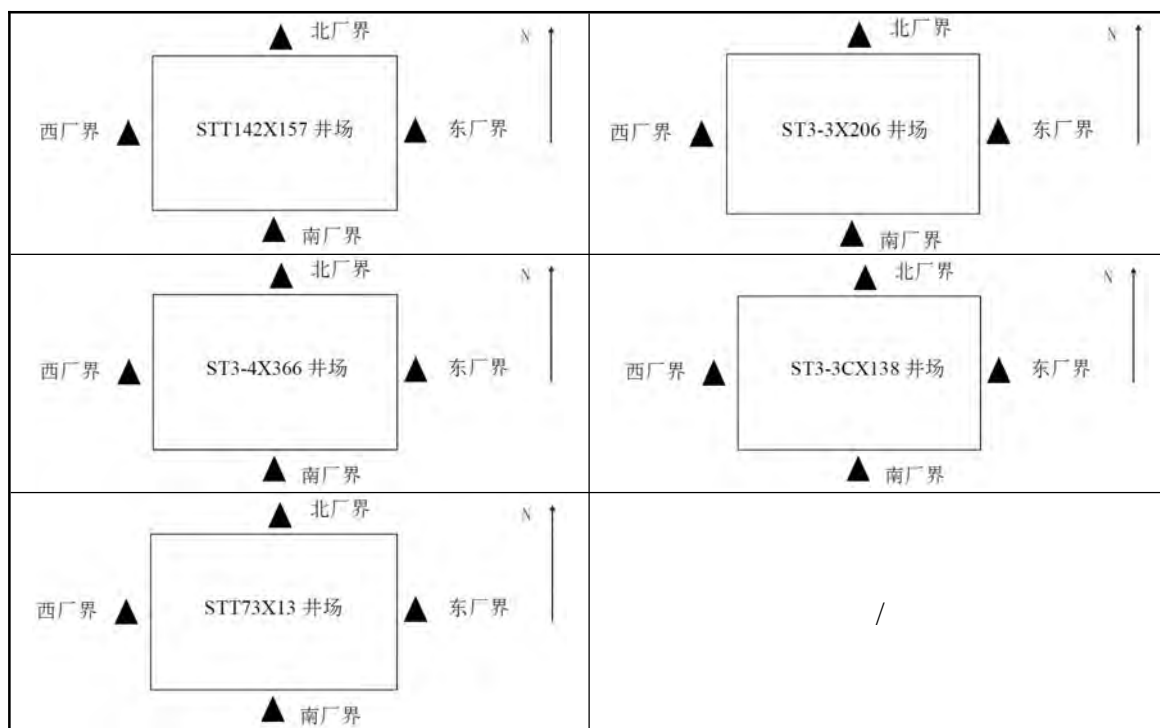 北厂界
N
西厂界
STT142X157 井场
东厂界
南厂界
北厂界
N
西厂界
ST3-3X206 井场
东厂界
南厂界
北厂界
N
西厂界
ST3-4X366 井场
东厂界
南厂界
北厂界
N
西厂界
ST3-3CX138 井场
东厂界
南厂界
北厂界
N
西厂界
STT73X13 井场
东厂界
南厂界
/